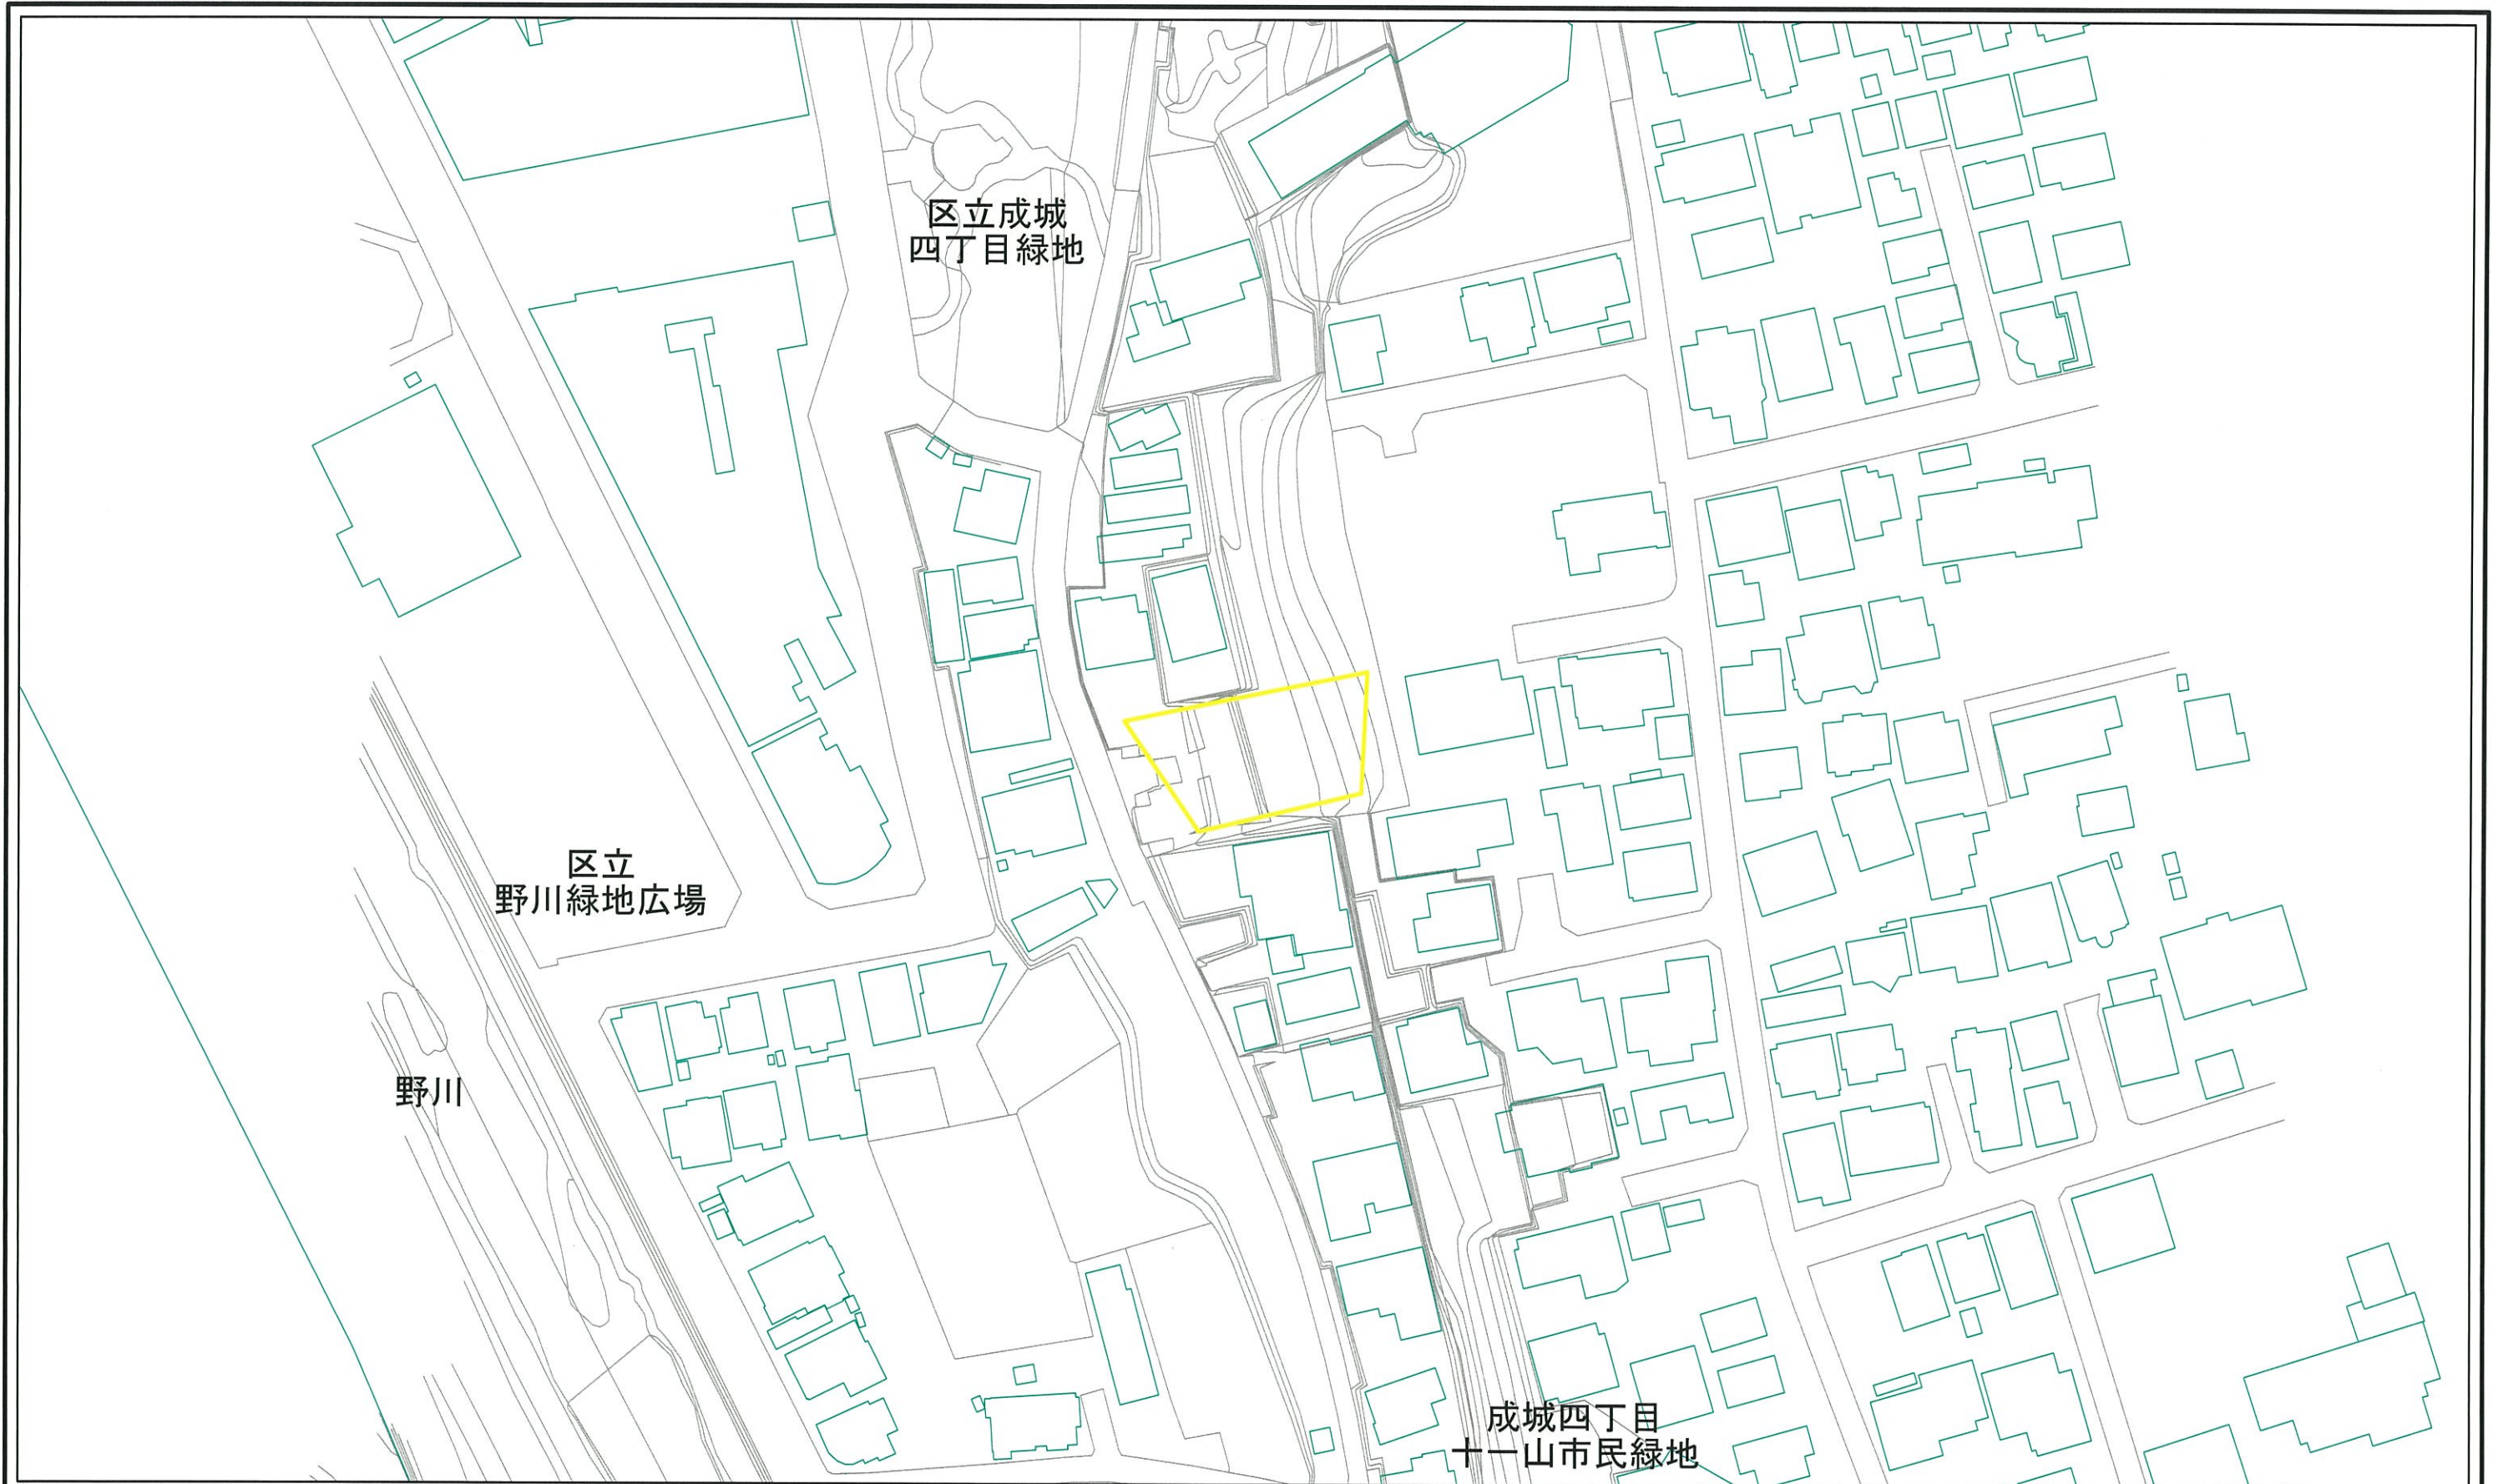 区立成城
四丁目緑地
区立
野川緑地広場
野川
成城四丁目
十一山市民緑地